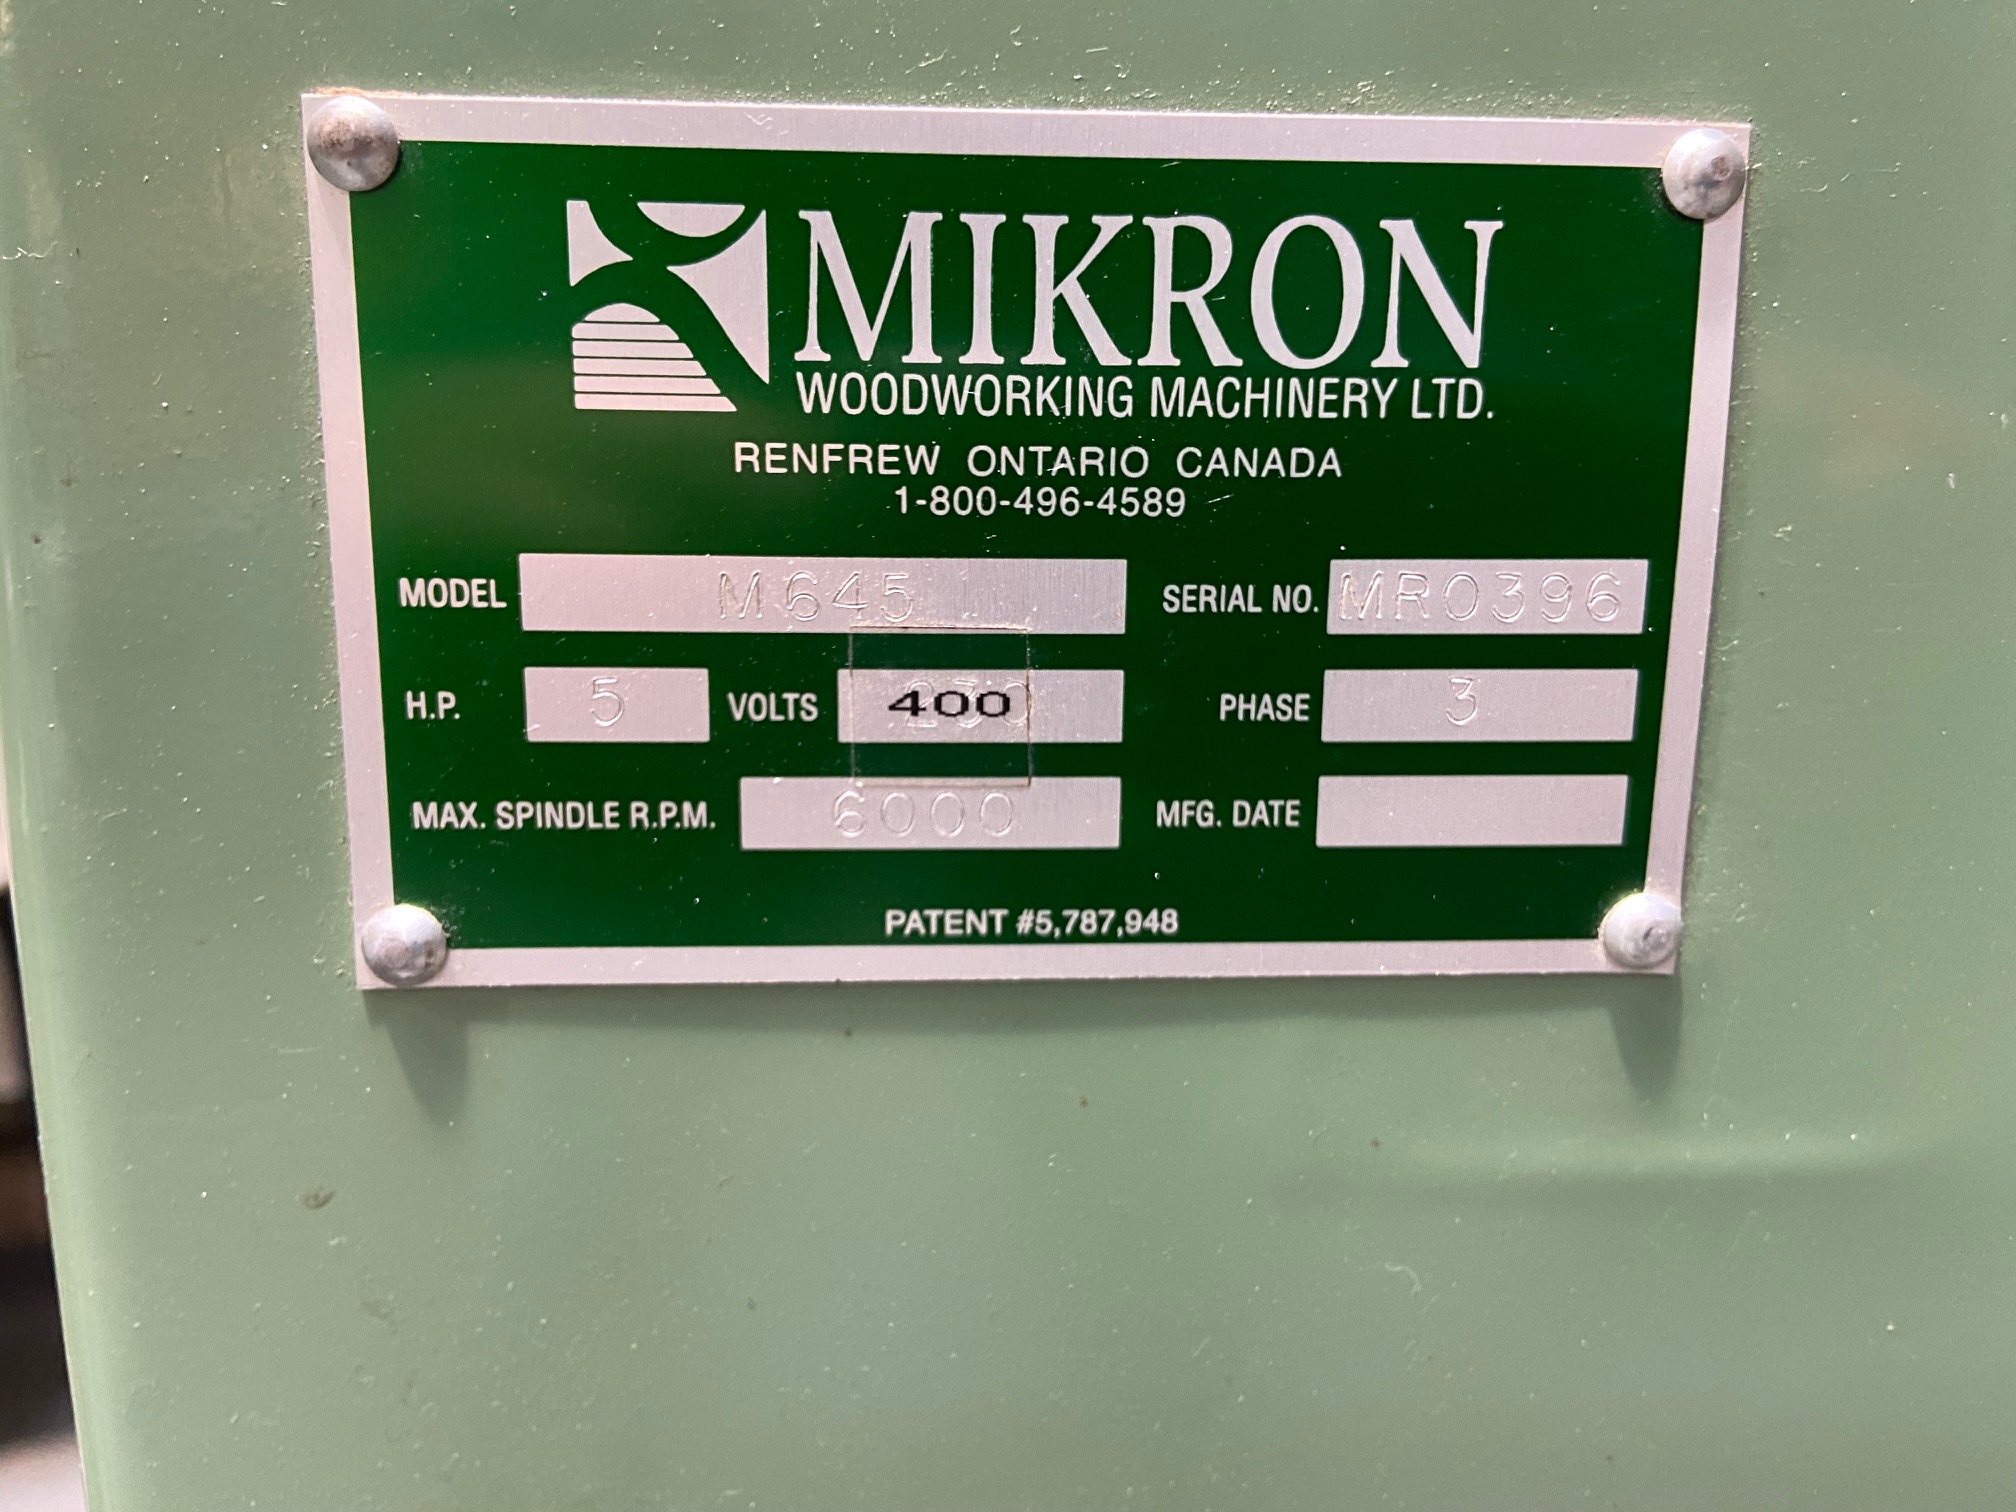 MIKRON
WOODWORKING MACHINERY LTD.
RENFREW ONTARIO CANADA
1-800-496-4589
MODEL M645 SERIAL NO. MR0396
H.P. 5 VOLTS 400 PHASE 3
MAX. SPINDLE R.P.M. 6000 MFG. DATE
PATENT #5,787,948